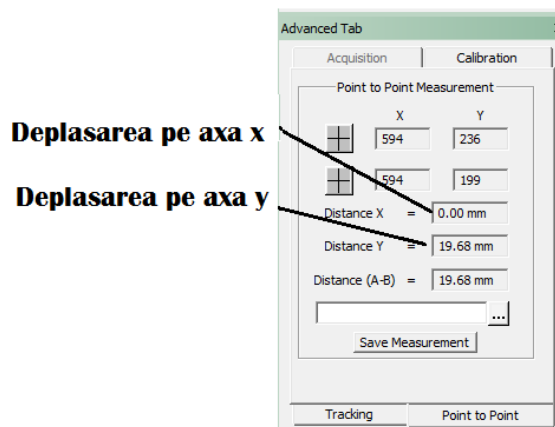 Advanced Tab
Acquisition Calibration
Point to Point Measurement
X Y
Deplasarea pe axa x
594 236
Deplasarea pe axa y
594 199
Distance X = 0.00 mm
Distance Y = 19.68 mm
Distance (A-B) = 19.68 mm
...
Save Measurement
Tracking Point to Point